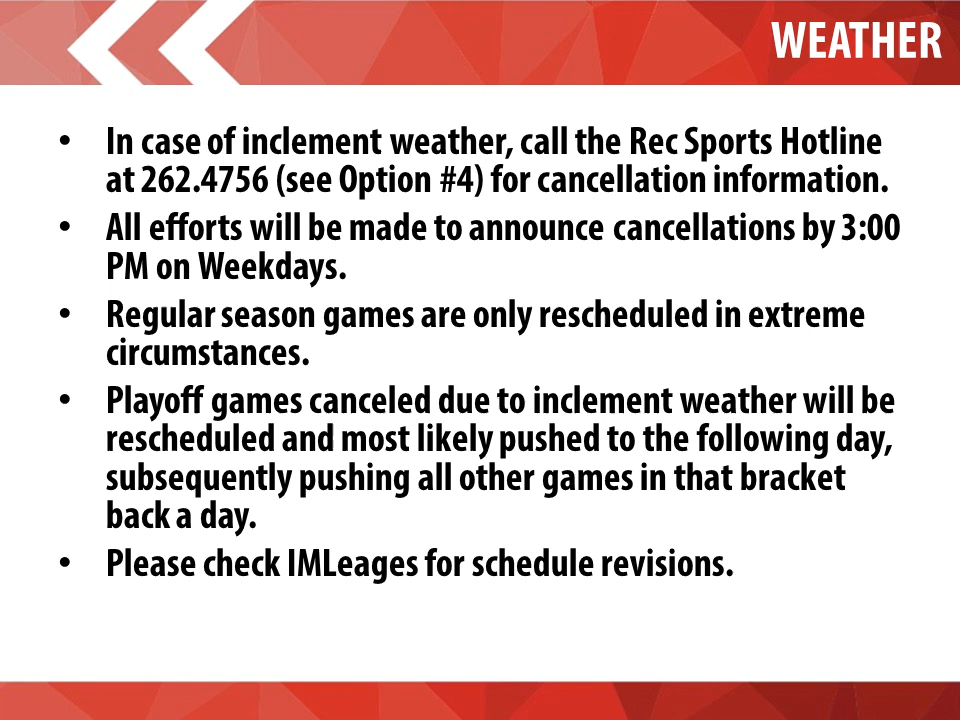 WEATHER
• In case of inclement weather, call the Rec Sports Hotline
at 262.4756 (see Option #4) for cancellation information.
• All efforts will be made to announce cancellations by 3:00
PM on Weekdays.
• Regular season games are only rescheduled in extreme
circumstances.
• Playoff games canceled due to inclement weather will be
rescheduled and most likely pushed to the following day,
subsequently pushing all other games in that bracket
back a day.
• Please check IMLeages for schedule revisions.